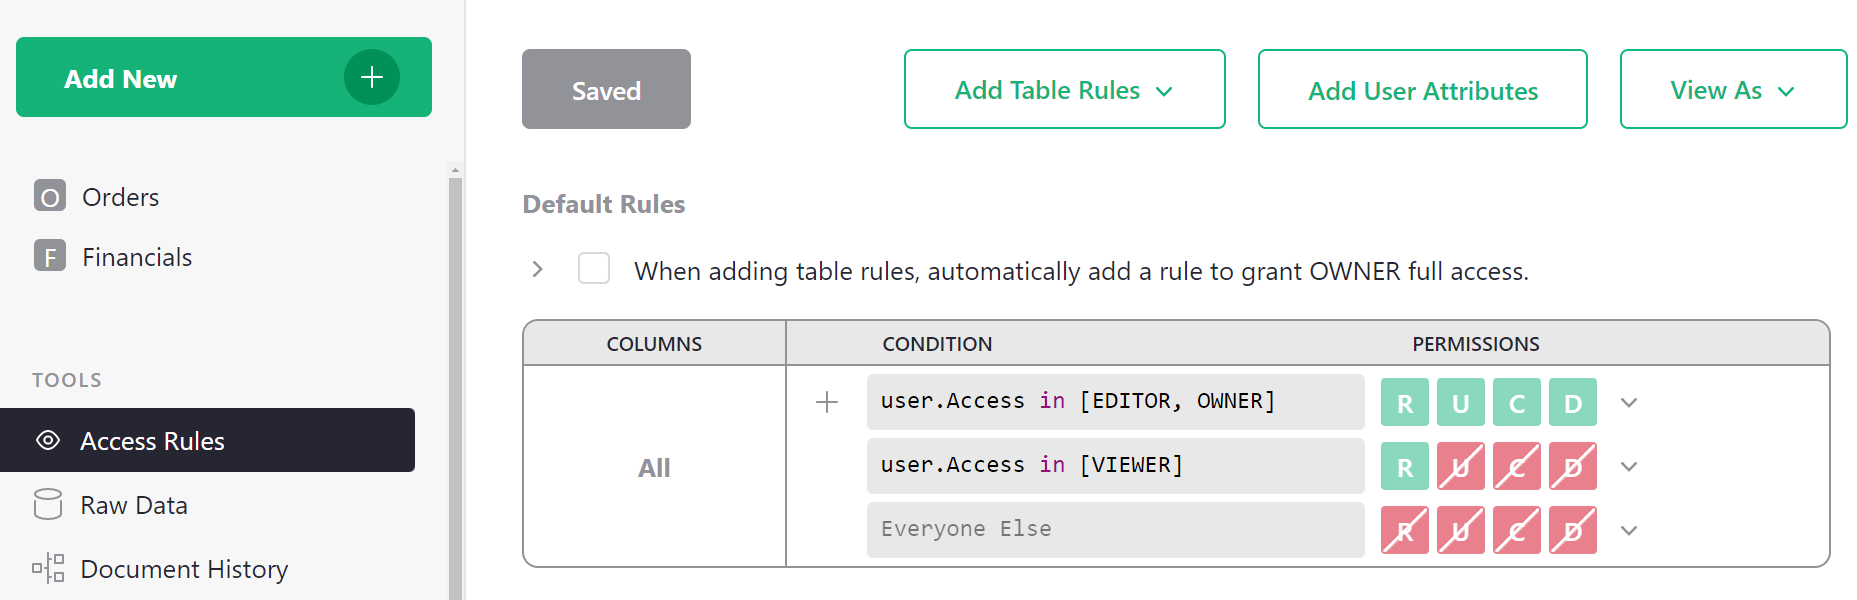 Add New
Saved
Add Table Rules
Add User Attributes
View As
O Orders
F Financials
TOOLS
Access Rules
Raw Data
Document History
Default Rules
When adding table rules, automatically add a rule to grant OWNER full access.
COLUMNS CONDITION PERMISSIONS
All
user.Access in [EDITOR, OWNER] R U C D
user.Access in [VIEWER] R U C D
Everyone Else R U C D